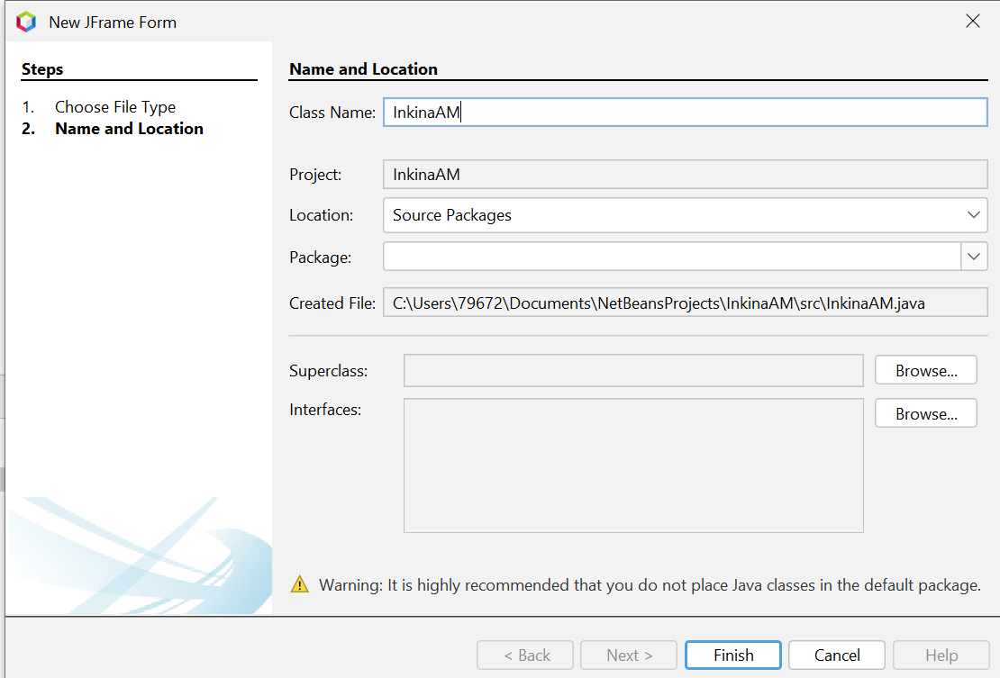 New JFrame Form
Steps
1. Choose File Type
2. Name and Location
Name and Location
Class Name: InkinaAM
Project: InkinaAM
Location: Source Packages
Package:
Created File: C:\Users\79672\Documents\NetBeansProjects\InkinaAM\src\InkinaAM.java
Superclass: Browse...
Interfaces: Browse...
Warning: It is highly recommended that you do not place Java classes in the default package.
< Back Next > Finish Cancel Help